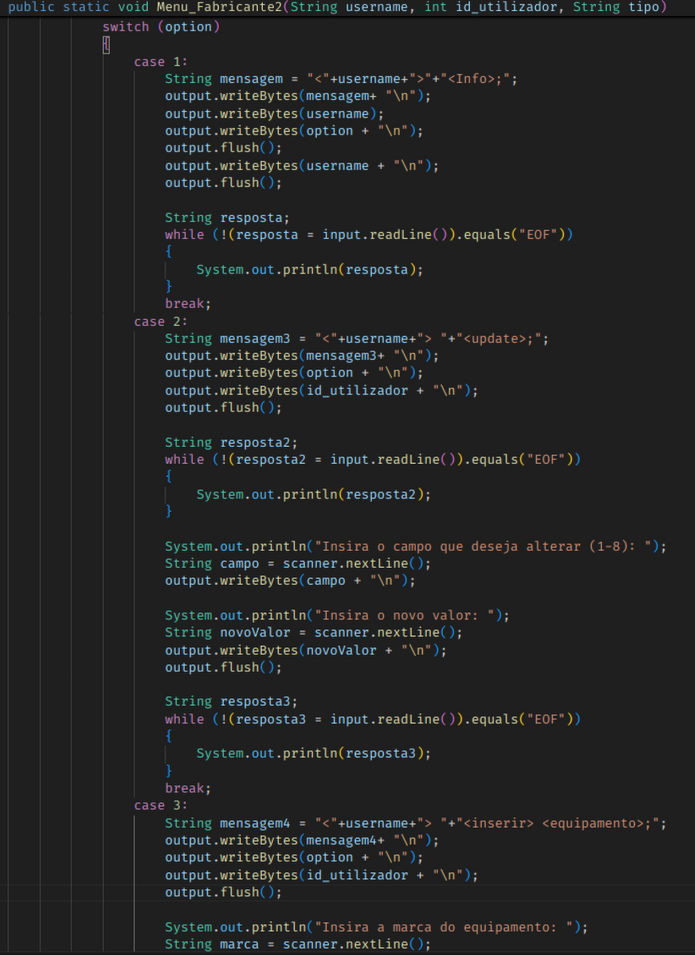 public static void Menu_Fabricante2(String username, int id_utilizador, String tipo)
switch (option)
{
case 1:
String mensagem = "<"+username+">"+"<Info>;";
output.writeBytes(mensagem+ "\n");
output.writeBytes(username);
output.writeBytes(option + "\n");
output.flush();
output.writeBytes(username + "\n");
output.flush();
String resposta;
while (!(resposta = input.readLine()).equals("EOF"))
{
System.out.println(resposta);
}
break;
case 2:
String mensagem3 = "<"+username+"> "+"<update>;";
output.writeBytes(mensagem3+ "\n");
output.writeBytes(option + "\n");
output.writeBytes(id_utilizador + "\n");
output.flush();
String resposta2;
while (!(resposta2 = input.readLine()).equals("EOF"))
{
System.out.println(resposta2);
}
System.out.println("Insira o campo que deseja alterar (1-8): ");
String campo = scanner.nextLine();
output.writeBytes(campo + "\n");
System.out.println("Insira o novo valor: ");
String novoValor = scanner.nextLine();
output.writeBytes(novoValor + "\n");
output.flush();
String resposta3;
while (!(resposta3 = input.readLine()).equals("EOF"))
{
System.out.println(resposta3);
}
break;
case 3:
String mensagem4 = "<"+username+"> "+"<inserir> <equipamento>;";
output.writeBytes(mensagem4+ "\n");
output.writeBytes(option + "\n");
output.writeBytes(id_utilizador + "\n");
output.flush();
System.out.println("Insira a marca do equipamento: ");
String marca = scanner.nextLine();